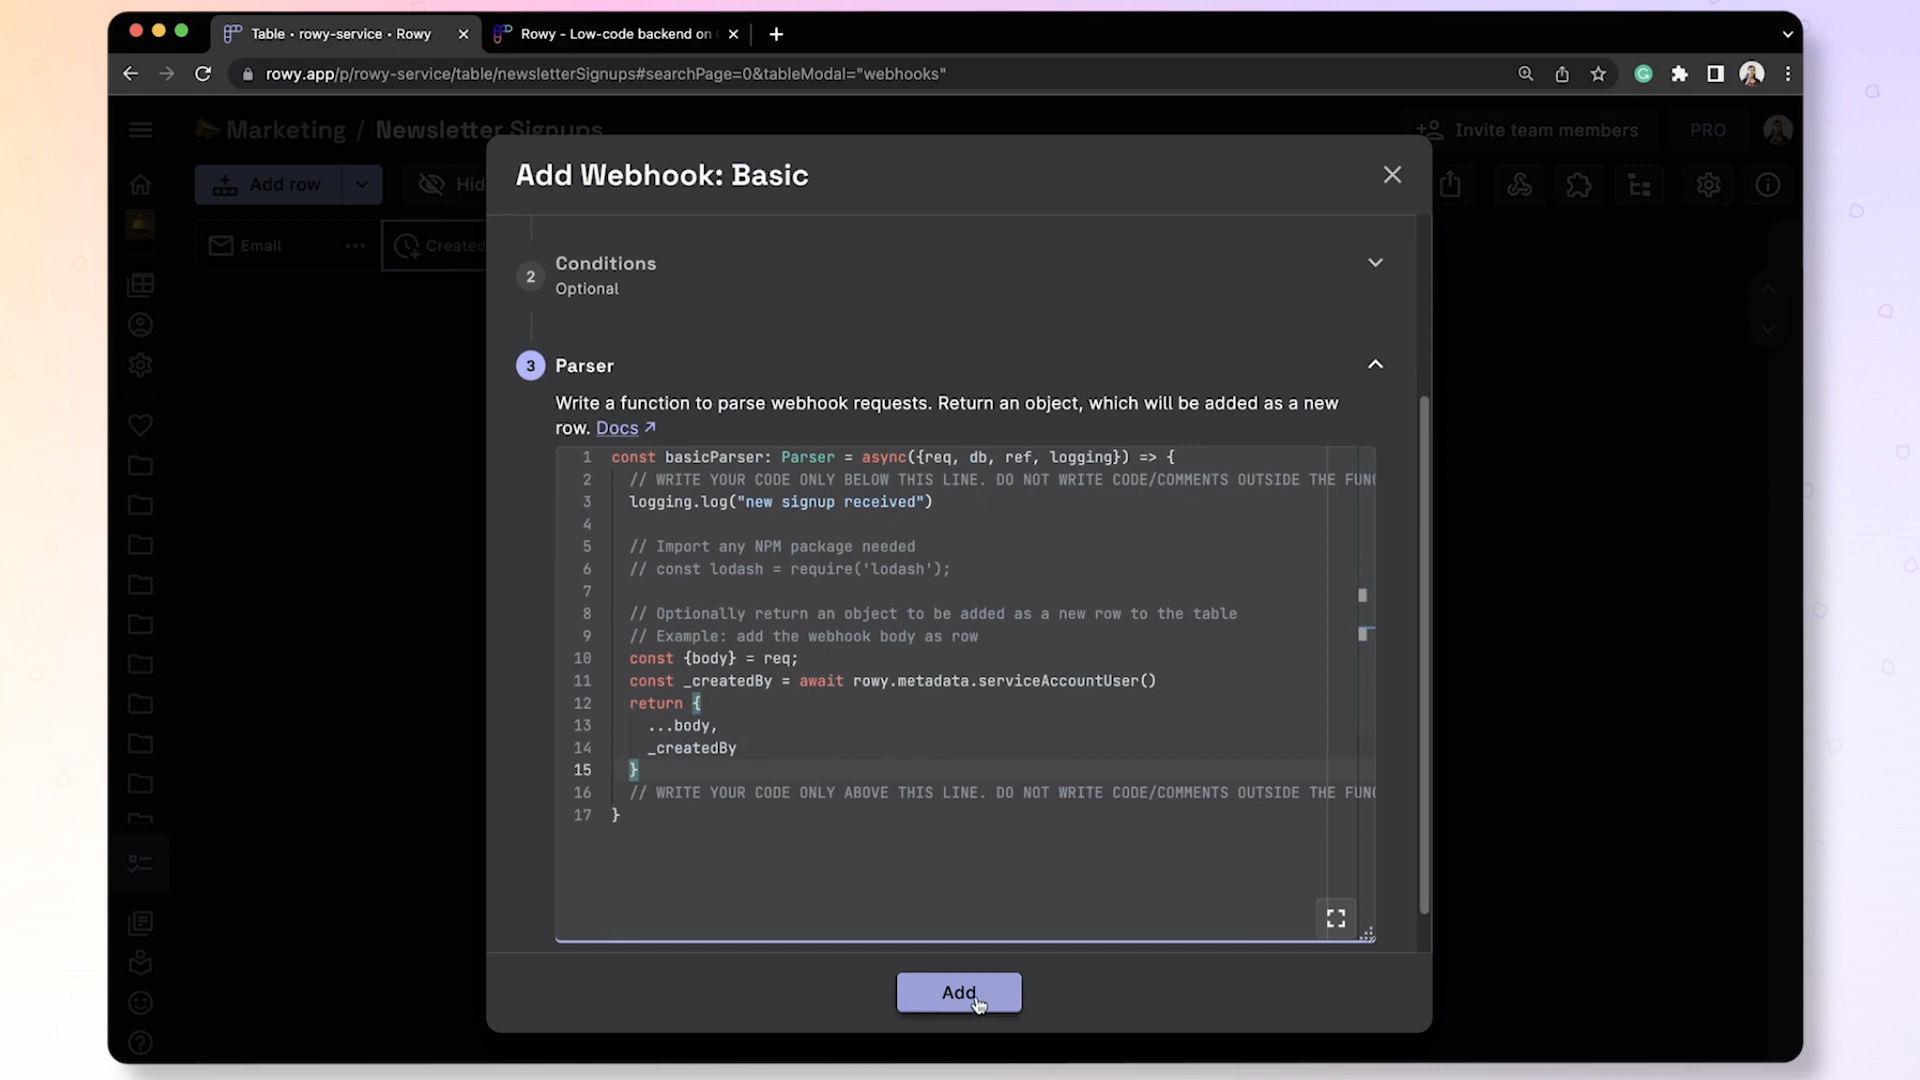 Table • rowy-service • Rowy
Rowy - Low-code backend on
rowy.app/p/rowy-service/table/newsletterSignups#searchPage=0&tableModal="webhooks"
Marketing / Newsletter Signups
Invite team members
PRO
Add row
Hid
Email
Created
Add Webhook: Basic
2
Conditions
Optional
3
Parser
Write a function to parse webhook requests. Return an object, which will be added as a new
row. Docs
1 const basicParser: Parser = async({req, db, ref, logging}) => {
2 // WRITE YOUR CODE ONLY BELOW THIS LINE. DO NOT WRITE CODE/COMMENTS OUTSIDE THE FUN
3 logging.log("new signup received")
4
5 // Import any NPM package needed
6 // const lodash = require('lodash');
7
8 // Optionally return an object to be added as a new row to the table
9 // Example: add the webhook body as row
10 const {body} = req;
11 const _createdBy = await rowy.metadata.serviceAccountUser()
12 return {
13 ...body,
14 _createdBy
15 }
16 // WRITE YOUR CODE ONLY ABOVE THIS LINE. DO NOT WRITE CODE/COMMENTS OUTSIDE THE FUN
17 }
Add